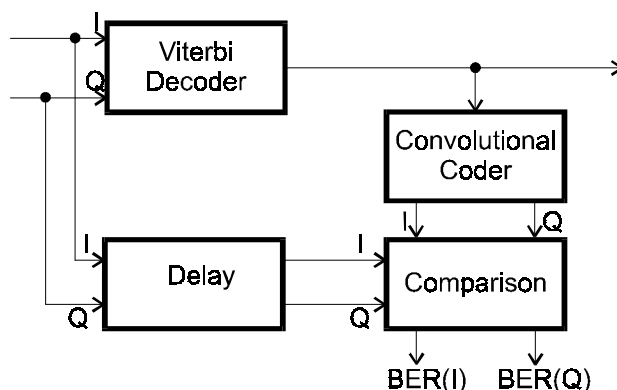 I
Viterbi
Decoder
Q
Convolutional
Coder
I
Q
I
Delay
I
Comparison
Q
Q
BER(I)
BER(Q)